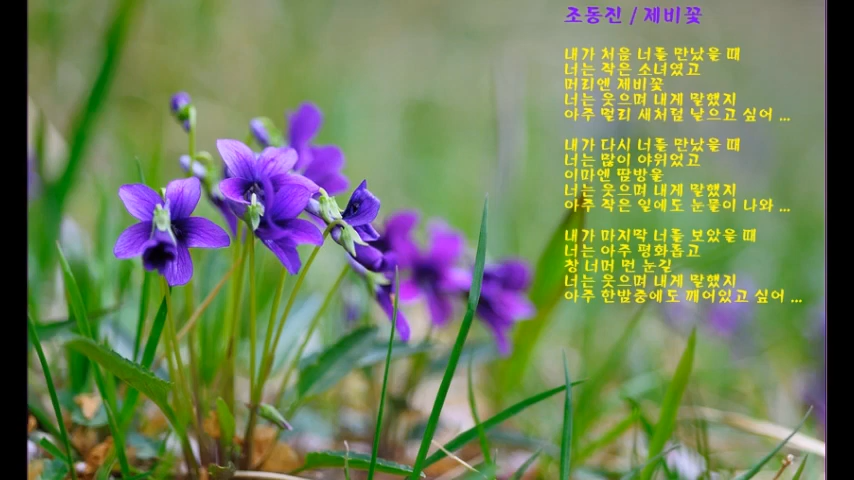 조동진 / 제비꽃
내가 처음 너를 만났을 때
너는 작은 소녀였고
머리엔 제비꽃
너는 웃으며 내게 말했지
아주 멀리 새처럼 날으고 싶어 ...
내가 다시 너를 만났을 때
너는 많이 야위었고
이마엔 땀방울
너는 웃으며 내게 말했지
아주 작은 일에도 눈물이 나와 ...
내가 마지막 너를 보았을 때
너는 아주 평화롭고
창 너머 먼 눈길
너는 웃으며 내게 말했지
아주 한밤중에도 깨어있고 싶어 ...